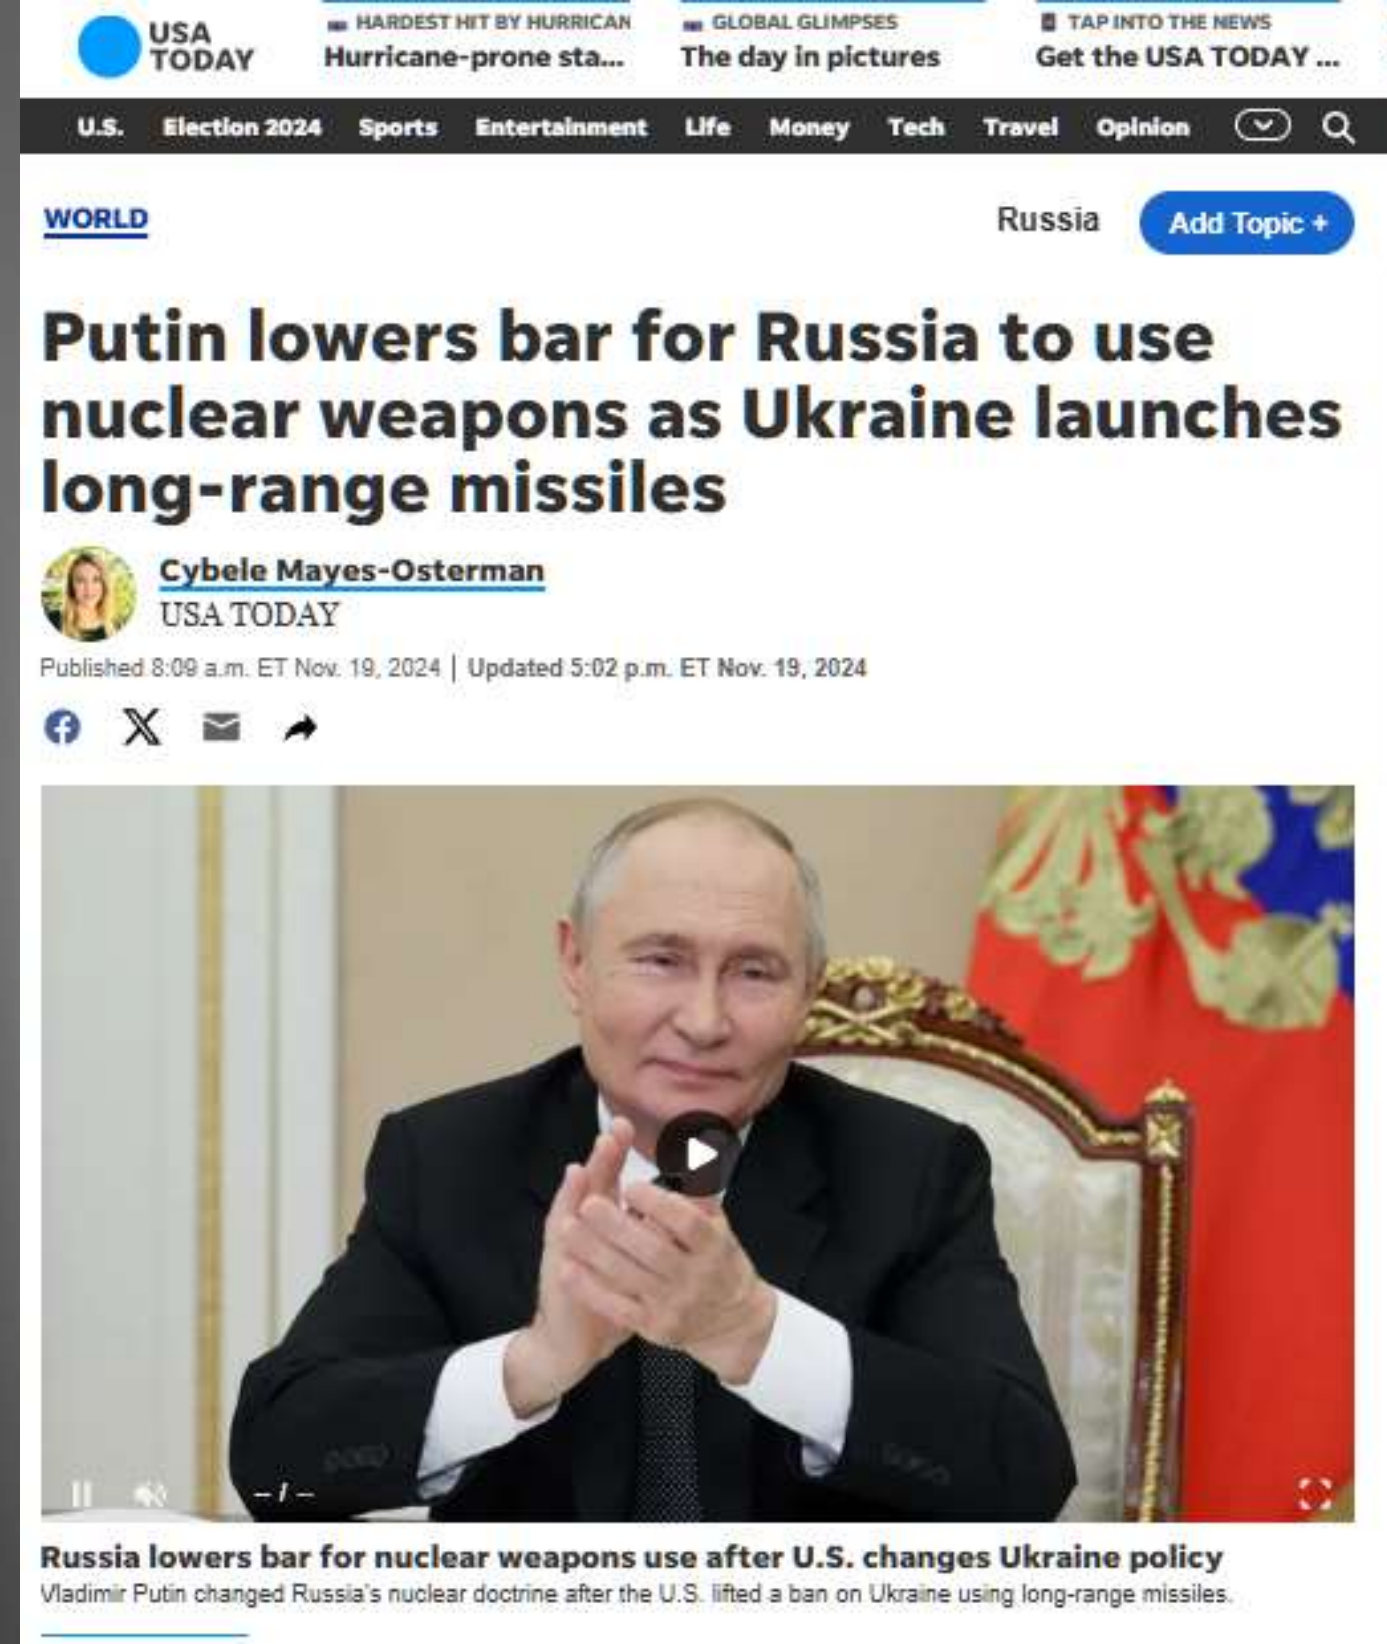 USA
TODAY
HARDEST HIT BY HURRICAN
Hurricane-prone sta...
GLOBAL GLIMPSES
The day in pictures
TAP INTO THE NEWS
Get the USA TODAY ...
U.S. Election 2024 Sports Entertainment Life Money Tech Travel Opinion
WORLD
Russia Add Topic +
Putin lowers bar for Russia to use
nuclear weapons as Ukraine launches
long-range missiles
Cybele Mayes-Osterman
USA TODAY
Published 8:09 a.m. ET Nov. 19, 2024 | Updated 5:02 p.m. ET Nov. 19, 2024
– / –
Russia lowers bar for nuclear weapons use after U.S. changes Ukraine policy
Vladimir Putin changed Russia's nuclear doctrine after the U.S. lifted a ban on Ukraine using long-range missiles.